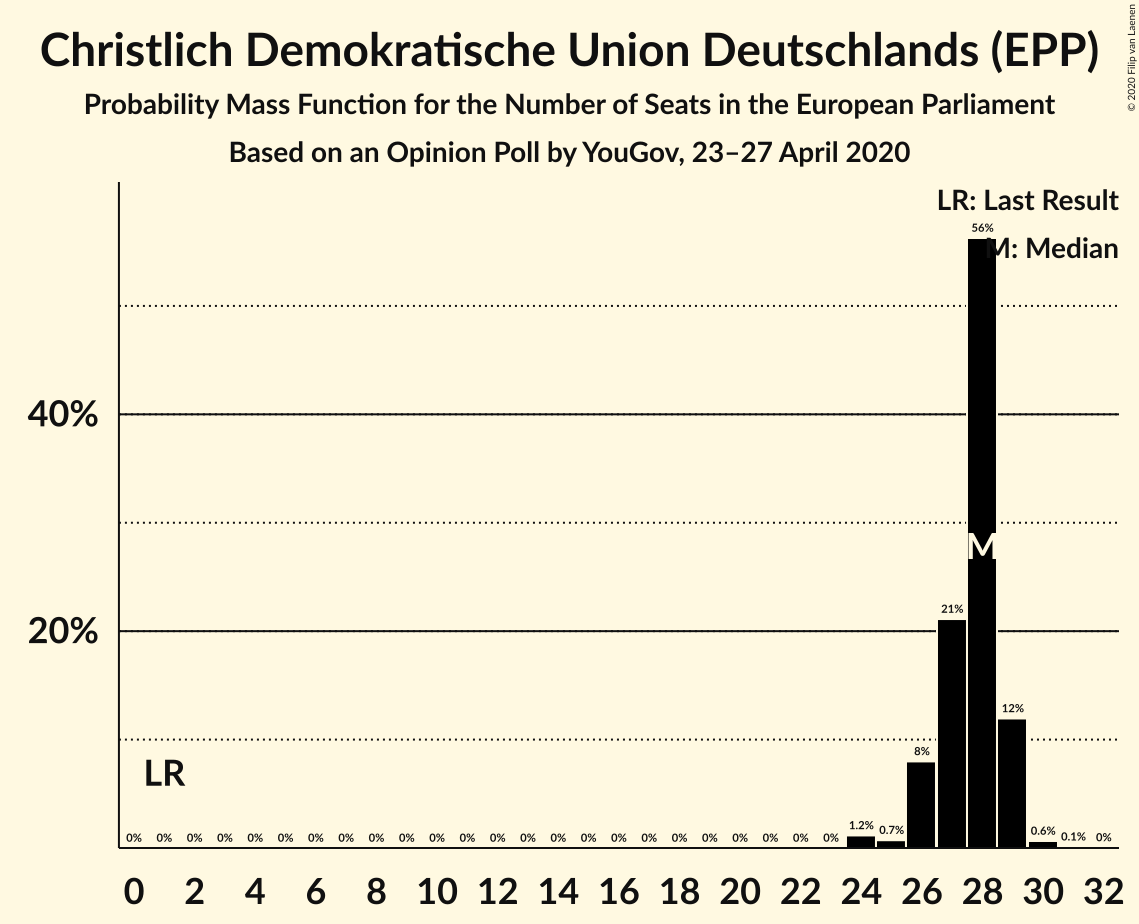 Christlich Demokratische Union Deutschlands (EPP)
Probability Mass Function for the Number of Seats in the European Parliament
Based on an Opinion Poll by YouGov, 23–27 April 2020
© 2020 Filip van Laenen
LR: Last Result
56%
M: Median
40%
M
21%
20%
12%
8%
LR
0% 0% 0% 0% 0% 0% 0% 0% 0% 0% 0% 0% 0% 0% 0% 0% 0% 0% 0% 0% 0% 0% 0% 0% 1.2% 0.7% 0.6% 0.1% 0%
0 2 4 6 8 10 12 14 16 18 20 22 24 26 28 30 32